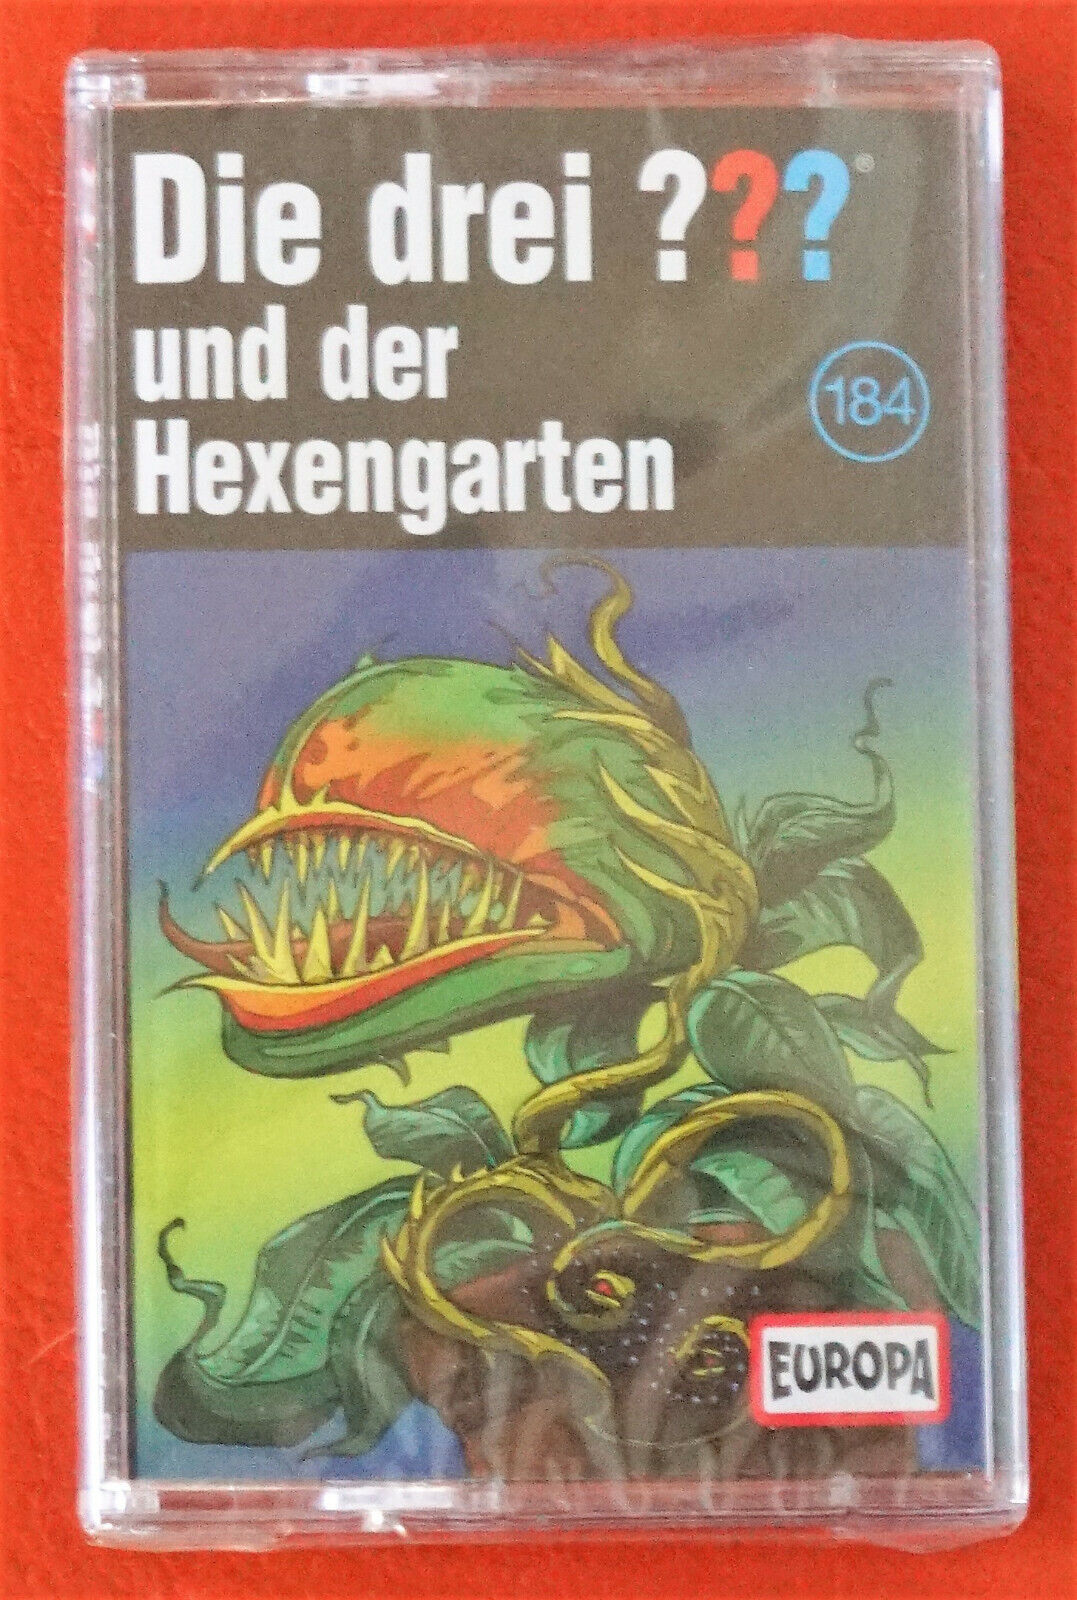 Die drei ???®
und der
Hexengarten
184
EUROPA